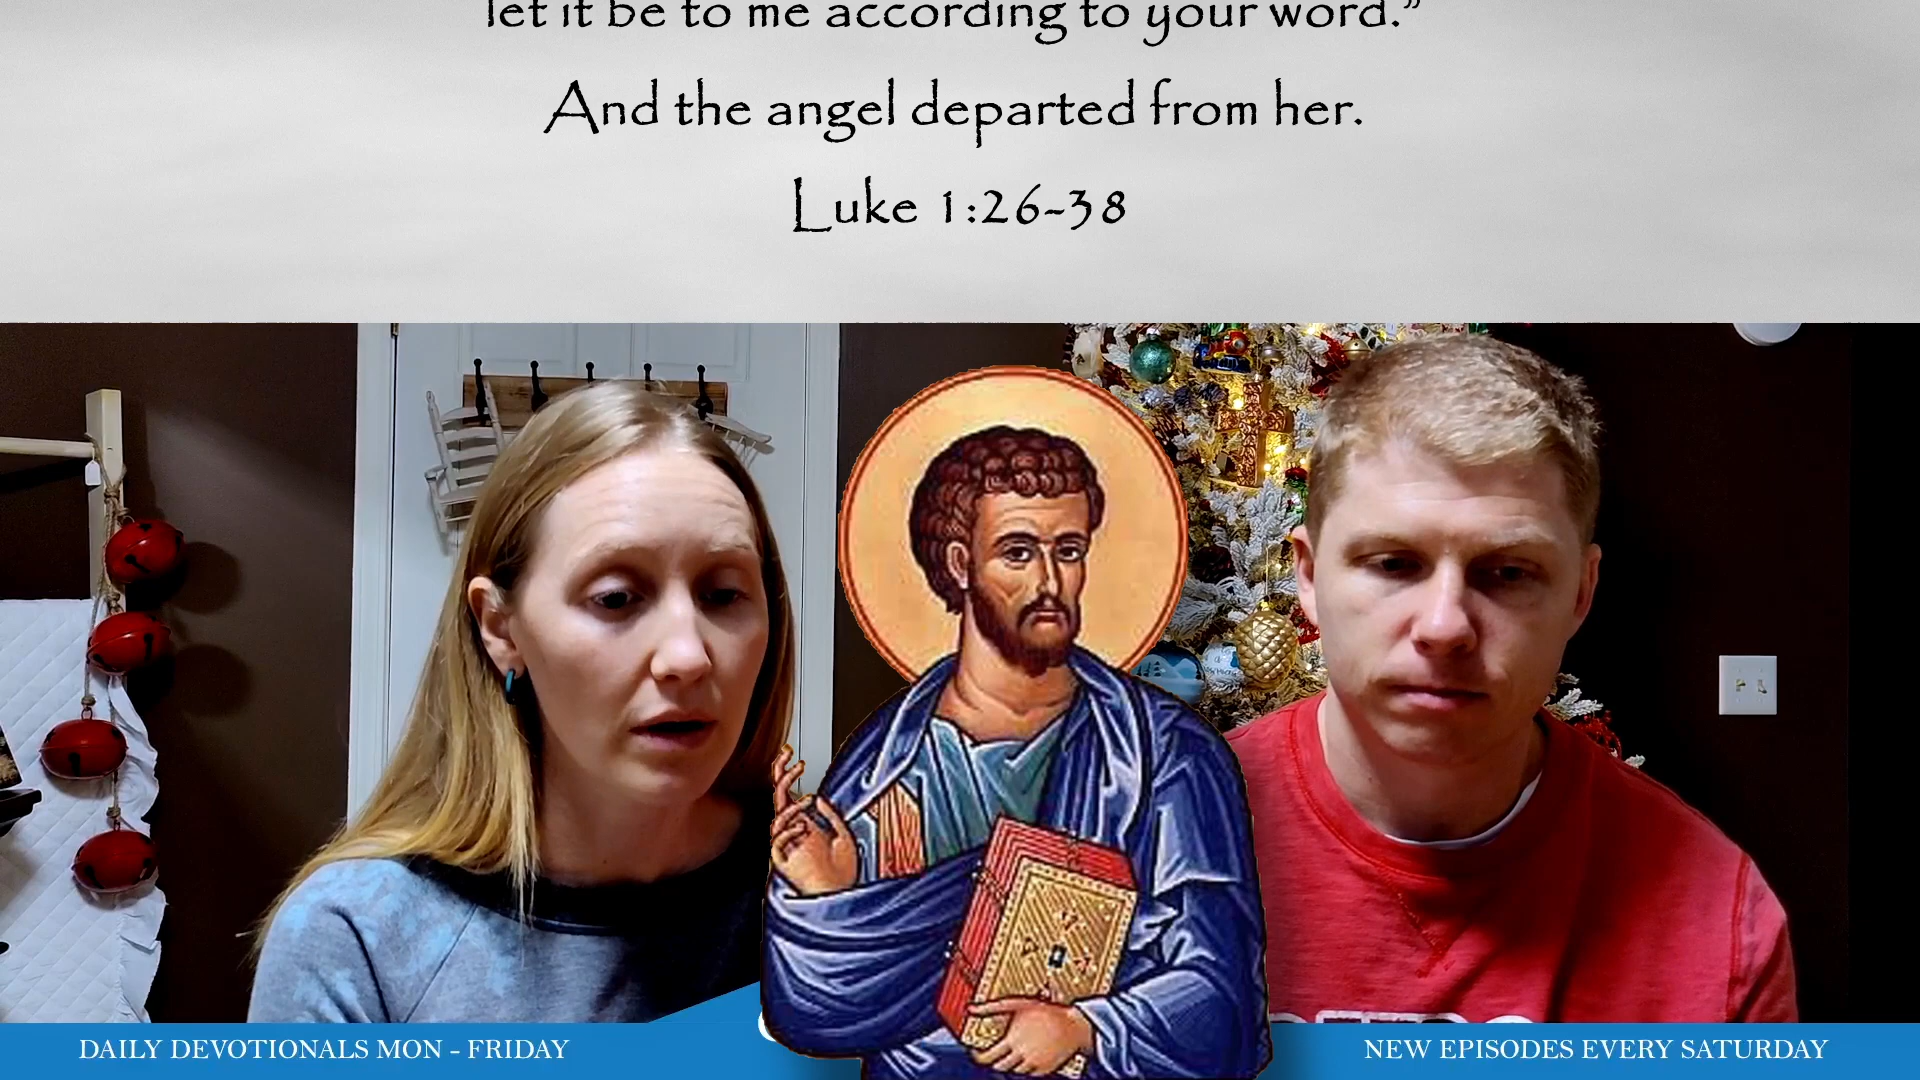 let it be to me according to your word.”
And the angel departed from her.
Luke 1:26-38
DAILY DEVOTIONALS MON - FRIDAY
NEW EPISODES EVERY SATURDAY